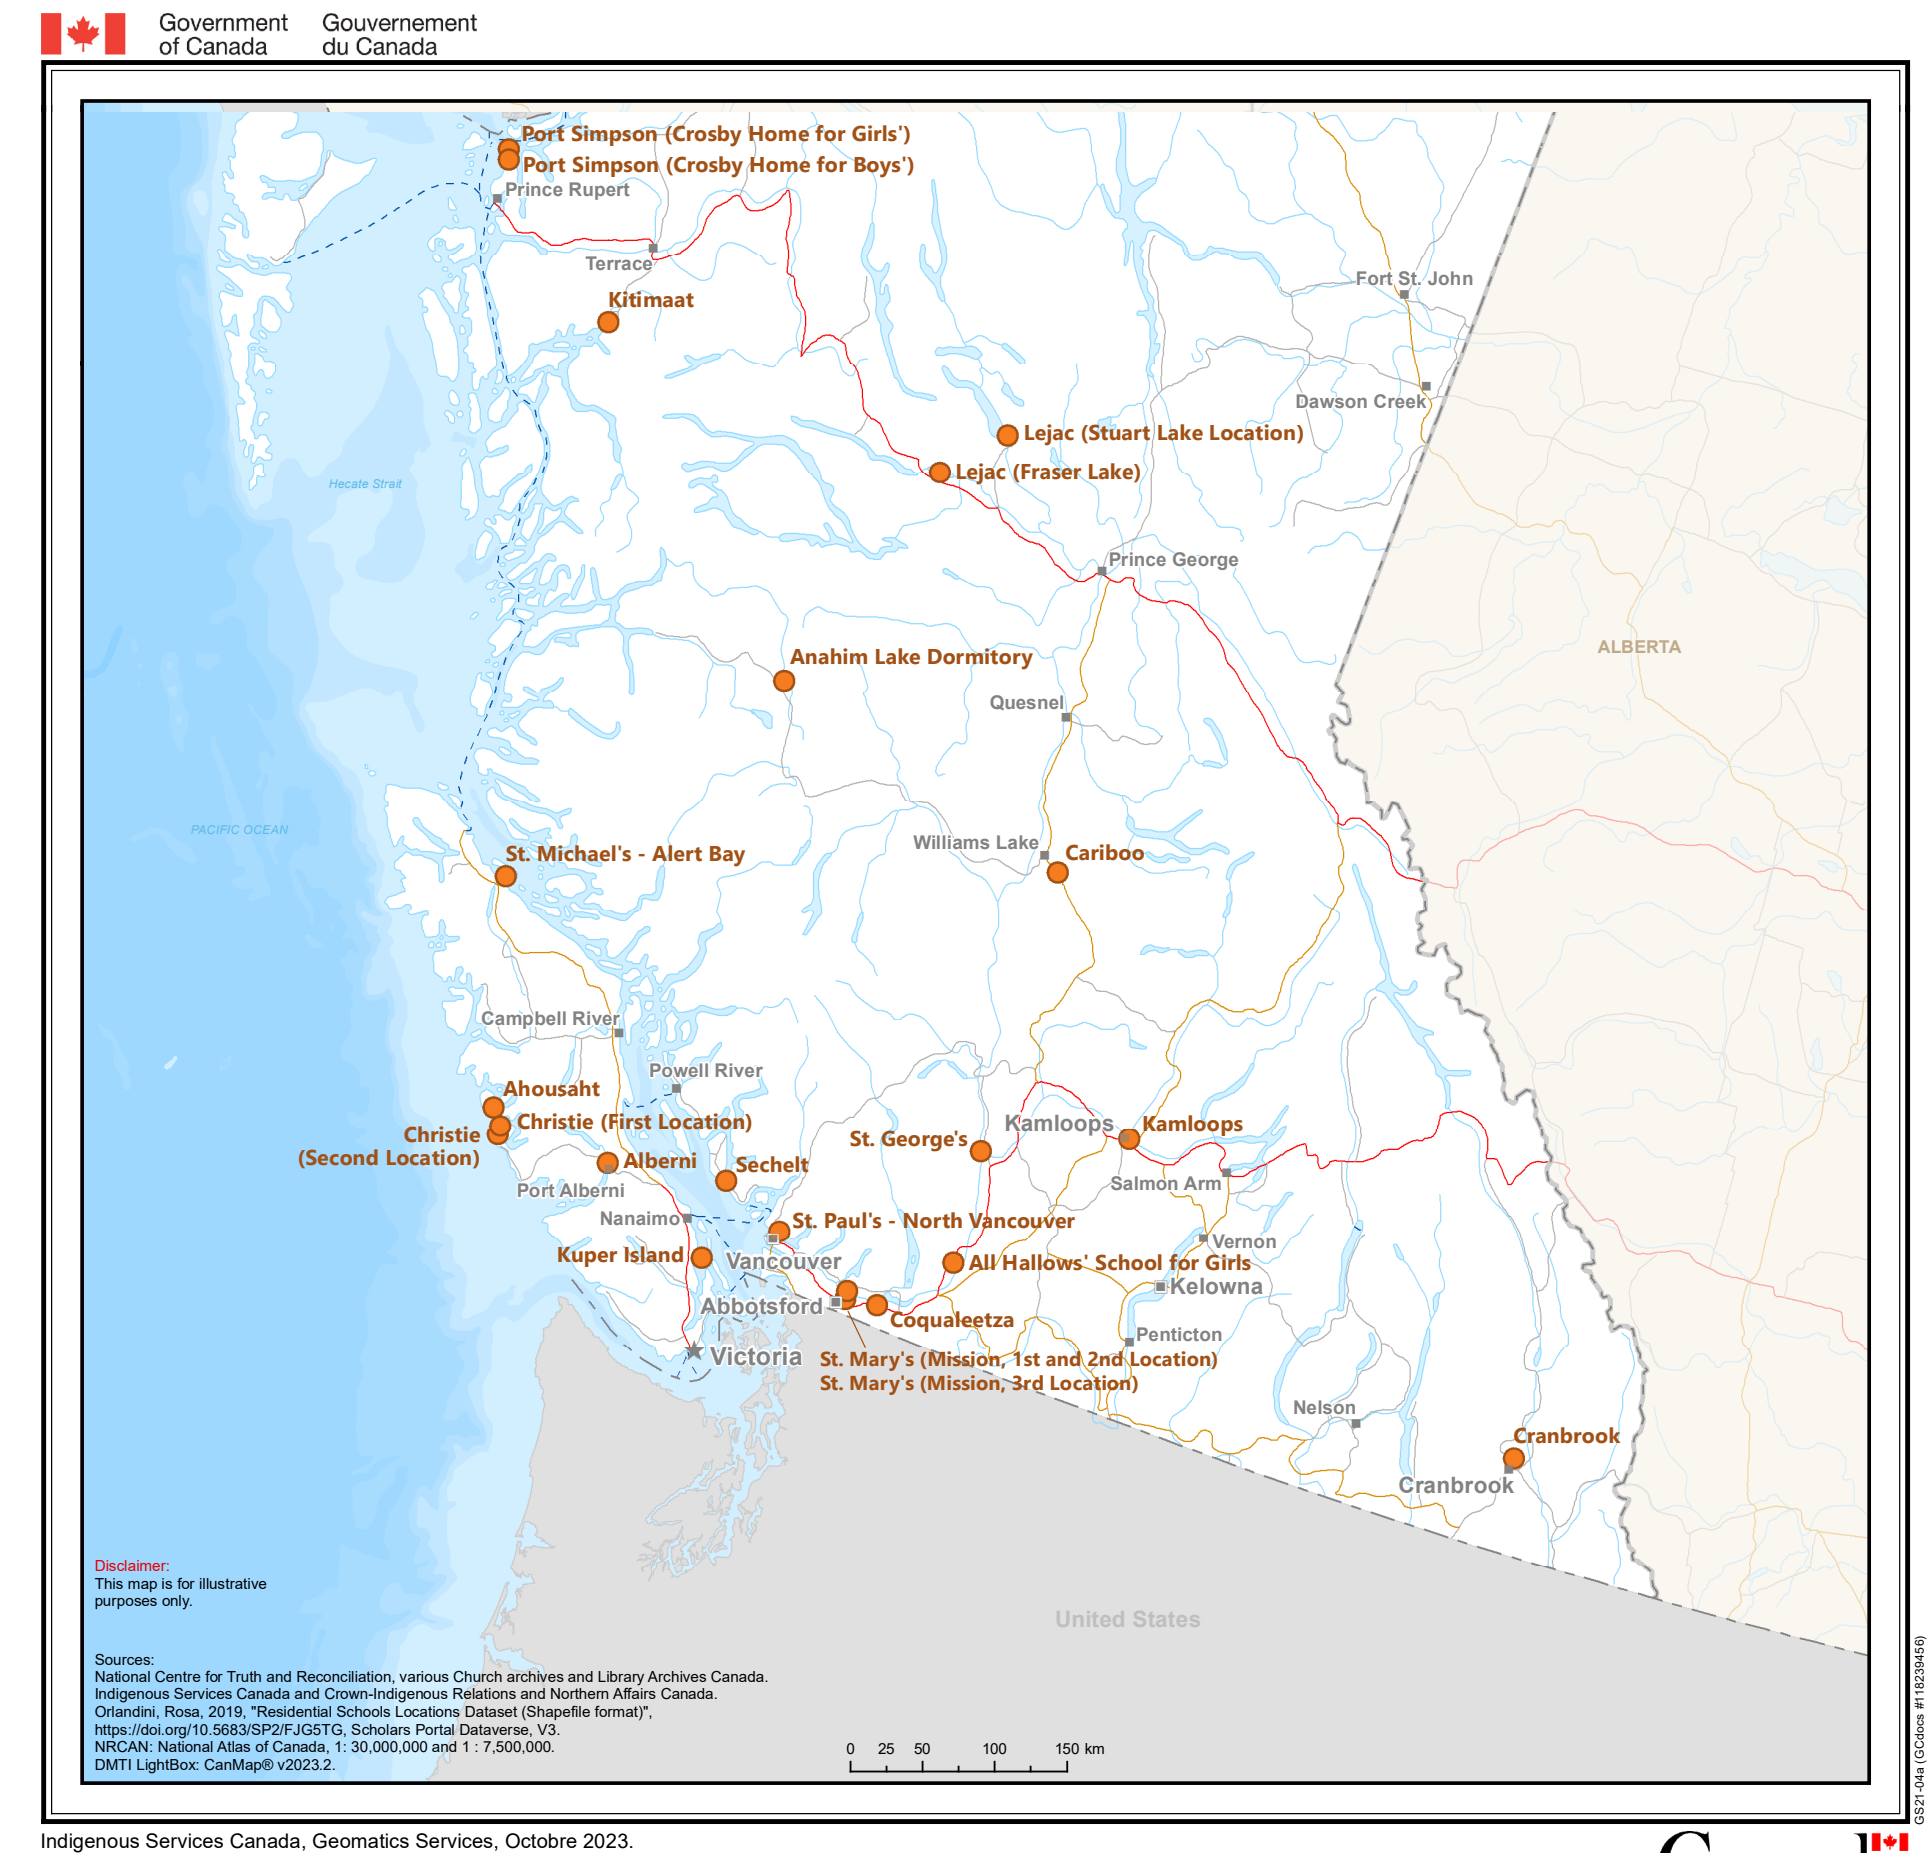 Government
of Canada
Gouvernement
du Canada
Port Simpson (Crosby Home for Girls')
Port Simpson (Crosby Home for Boys')
Prince Rupert
Terrace
Kitimaat
Fort St. John
Dawson Creek
Lejac (Stuart Lake Location)
Lejac (Fraser Lake)
Hecate Strait
Prince George
ALBERTA
Anahim Lake Dormitory
Quesnel
PACIFIC OCEAN
Williams Lake
Cariboo
St. Michael's - Alert Bay
Campbell River
Powell River
Ahousaht
Christie (First Location)
Christie
(Second Location)
Kamloops
Kamloops
St. George's
Alberni
Sechelt
Port Alberni
Salmon Arm
Nanaimo
St. Paul's - North Vancouver
Vernon
Kuper Island
Vancouver
All Hallows' School for Girls
Kelowna
Abbotsford
Coqualeetza
Penticton
Victoria
St. Mary's (Mission, 1st and 2nd Location)
St. Mary's (Mission, 3rd Location)
Nelson
Cranbrook
Cranbrook
United States
Disclaimer:
This map is for illustrative
purposes only.
Sources:
National Centre for Truth and Reconciliation, various Church archives and Library Archives Canada.
Indigenous Services Canada and Crown-Indigenous Relations and Northern Affairs Canada.
Orlandini, Rosa, 2019, "Residential Schools Locations Dataset (Shapefile format)",
https://doi.org/10.5683/SP2/FJG5TG, Scholars Portal Dataverse, V3.
NRCAN: National Atlas of Canada, 1: 30,000,000 and 1 : 7,500,000.
DMTI LightBox: CanMap® v2023.2.
0 25 50 100 150 km
GS21-04a (GCdocs #118239456)
Indigenous Services Canada, Geomatics Services, Octobre 2023.